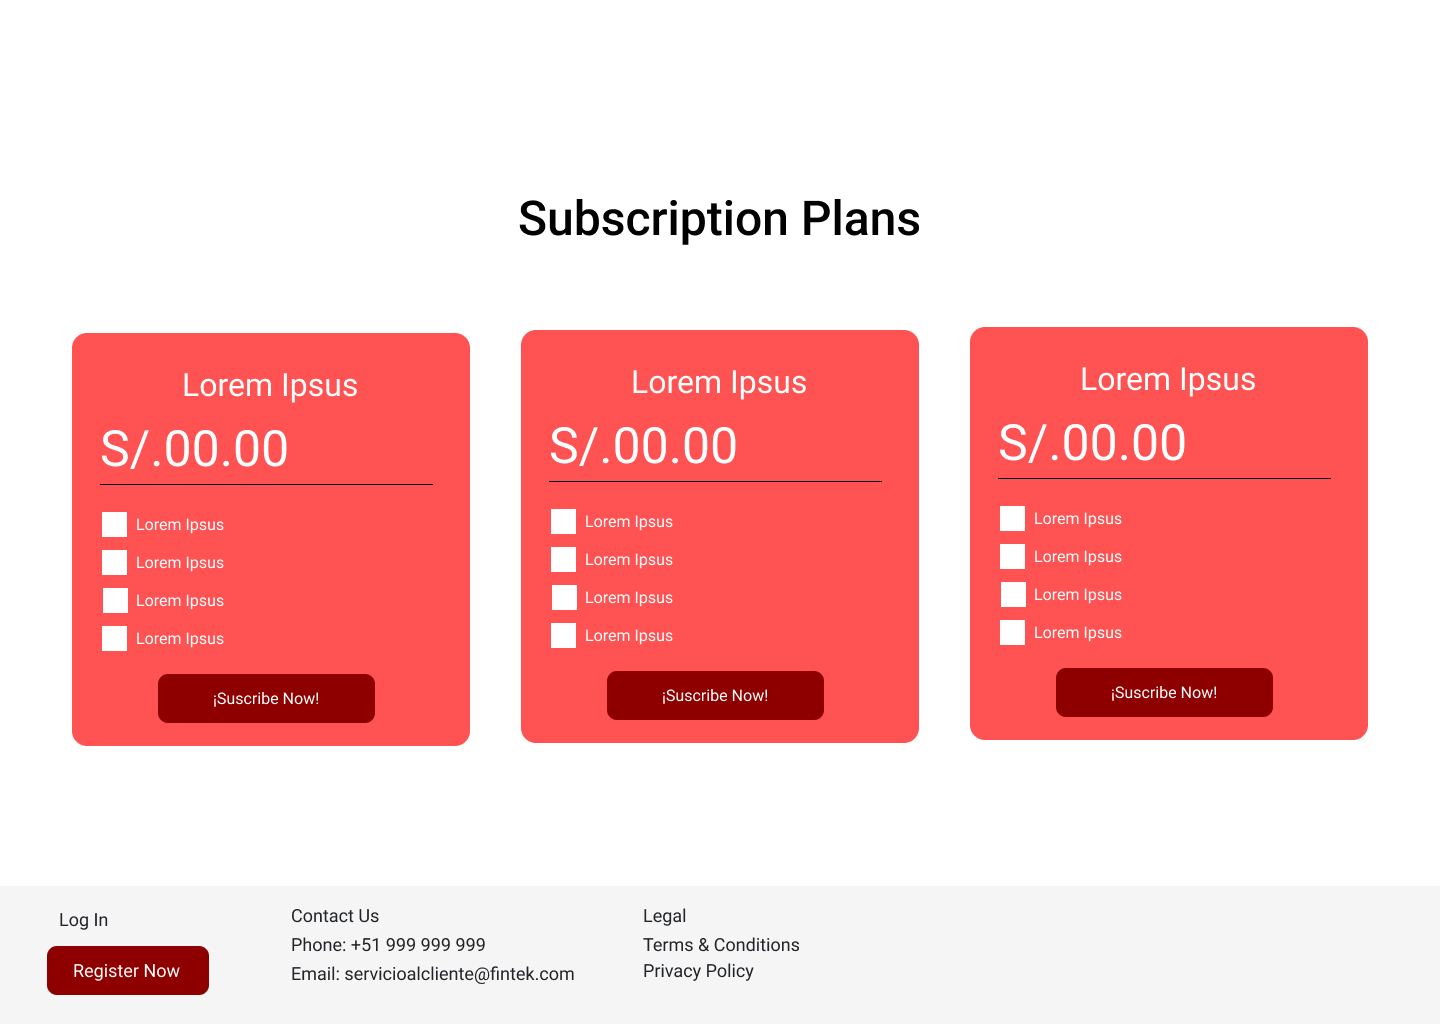 Subscription Plans
Lorem Ipsus
S/.00.00
Lorem Ipsus
Lorem Ipsus
Lorem Ipsus
Lorem Ipsus
¡Suscribe Now!
Lorem Ipsus
S/.00.00
Lorem Ipsus
Lorem Ipsus
Lorem Ipsus
Lorem Ipsus
¡Suscribe Now!
Lorem Ipsus
S/.00.00
Lorem Ipsus
Lorem Ipsus
Lorem Ipsus
Lorem Ipsus
¡Suscribe Now!
Log In
Register Now
Contact Us
Phone: +51 999 999 999
Email: servicioalcliente@fintek.com
Legal
Terms & Conditions
Privacy Policy